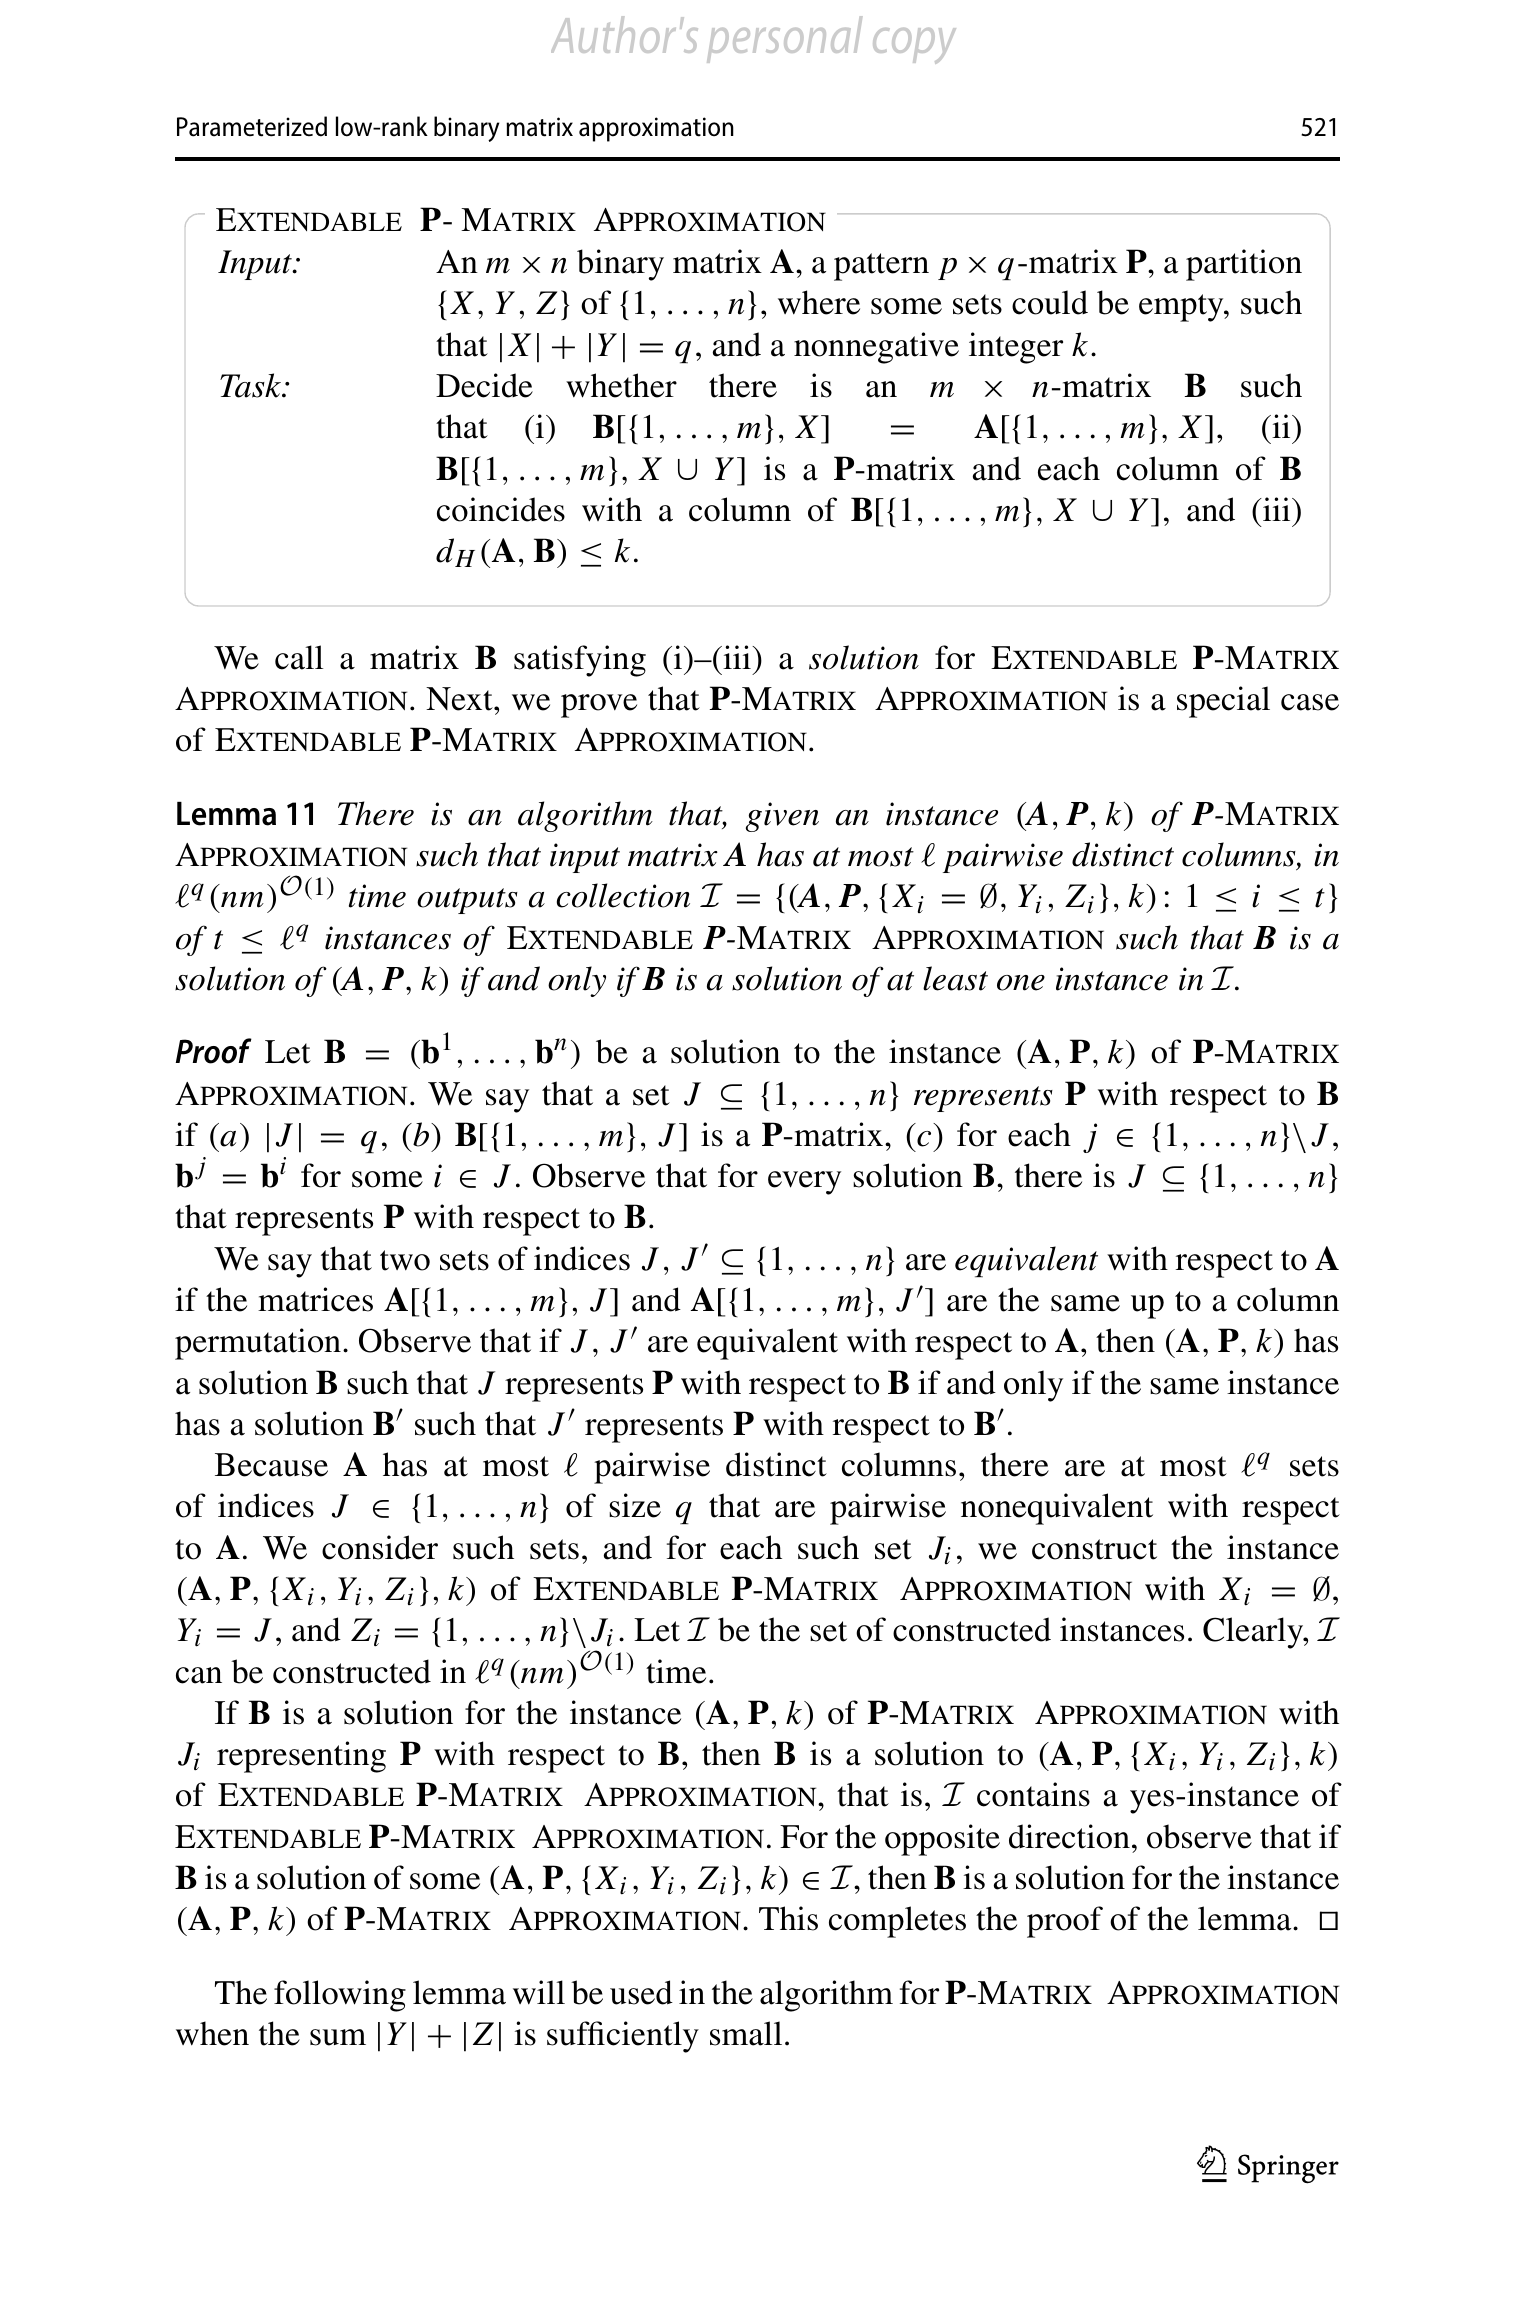 Author's personal copy
Parameterized low-rank binary matrix approximation 521
EXTENDABLE P- MATRIX APPROXIMATION
Input: An m × n binary matrix A, a pattern p × q-matrix P, a partition
{X, Y, Z} of {1, . . . , n}, where some sets could be empty, such
that |X| + |Y| = q, and a nonnegative integer k.
Task: Decide whether there is an m × n-matrix B such
that (i) B[{1, . . . , m}, X] = A[{1, . . . , m}, X], (ii)
B[{1, . . . , m}, X ∪ Y] is a P-matrix and each column of B
coincides with a column of B[{1, . . . , m}, X ∪ Y], and (iii)
d_H(A, B) ≤ k.
We call a matrix B satisfying (i)–(iii) a solution for EXTENDABLE P-MATRIX
APPROXIMATION. Next, we prove that P-MATRIX APPROXIMATION is a special case
of EXTENDABLE P-MATRIX APPROXIMATION.
Lemma 11 There is an algorithm that, given an instance (A, P, k) of P-MATRIX
APPROXIMATION such that input matrix A has at most ℓ pairwise distinct columns, in
ℓ^q(nm)^{O(1)} time outputs a collection I = {(A, P, {X_i = ∅, Y_i, Z_i}, k): 1 ≤ i ≤ t}
of t ≤ ℓ^q instances of EXTENDABLE P-MATRIX APPROXIMATION such that B is a
solution of (A, P, k) if and only if B is a solution of at least one instance in I.
Proof Let B = (b^1, . . . , b^n) be a solution to the instance (A, P, k) of P-MATRIX
APPROXIMATION. We say that a set J ⊆ {1, . . . , n} represents P with respect to B
if (a) |J| = q, (b) B[{1, . . . , m}, J] is a P-matrix, (c) for each j ∈ {1, . . . , n}\J,
b^j = b^i for some i ∈ J. Observe that for every solution B, there is J ⊆ {1, . . . , n}
that represents P with respect to B.
We say that two sets of indices J, J′ ⊆ {1, . . . , n} are equivalent with respect to A
if the matrices A[{1, . . . , m}, J] and A[{1, . . . , m}, J′] are the same up to a column
permutation. Observe that if J, J′ are equivalent with respect to A, then (A, P, k) has
a solution B such that J represents P with respect to B if and only if the same instance
has a solution B′ such that J′ represents P with respect to B′.
Because A has at most ℓ pairwise distinct columns, there are at most ℓ^q sets
of indices J ∈ {1, . . . , n} of size q that are pairwise nonequivalent with respect
to A. We consider such sets, and for each such set J_i, we construct the instance
(A, P, {X_i, Y_i, Z_i}, k) of EXTENDABLE P-MATRIX APPROXIMATION with X_i = ∅,
Y_i = J, and Z_i = {1, . . . , n}\J_i. Let I be the set of constructed instances. Clearly, I
can be constructed in ℓ^q(nm)^{O(1)} time.
If B is a solution for the instance (A, P, k) of P-MATRIX APPROXIMATION with
J_i representing P with respect to B, then B is a solution to (A, P, {X_i, Y_i, Z_i}, k)
of EXTENDABLE P-MATRIX APPROXIMATION, that is, I contains a yes-instance of
EXTENDABLE P-MATRIX APPROXIMATION. For the opposite direction, observe that if
B is a solution of some (A, P, {X_i, Y_i, Z_i}, k) ∈ I, then B is a solution for the instance
(A, P, k) of P-MATRIX APPROXIMATION. This completes the proof of the lemma. □
The following lemma will be used in the algorithm for P-MATRIX APPROXIMATION
when the sum |Y| + |Z| is sufficiently small.
Springer